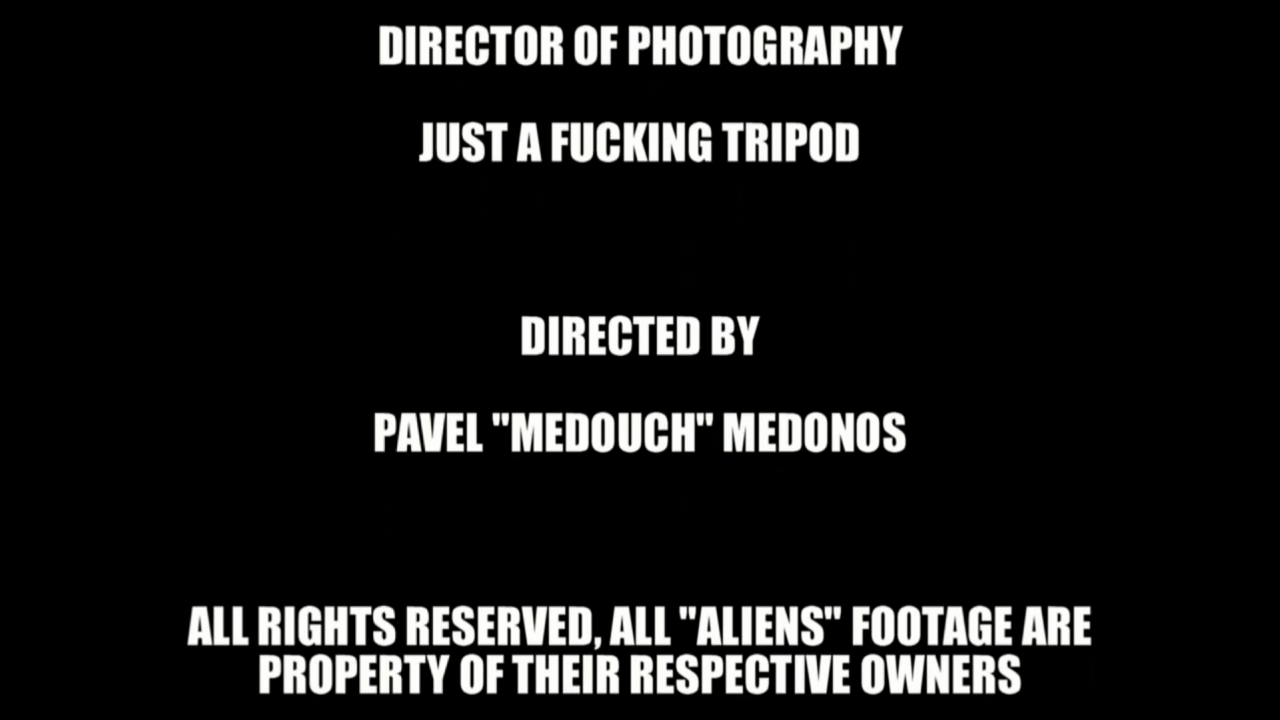 DIRECTOR OF PHOTOGRAPHY
JUST A FUCKING TRIPOD
DIRECTED BY
PAVEL "MEDOUCH" MEDONOS
ALL RIGHTS RESERVED, ALL "ALIENS" FOOTAGE ARE
PROPERTY OF THEIR RESPECTIVE OWNERS